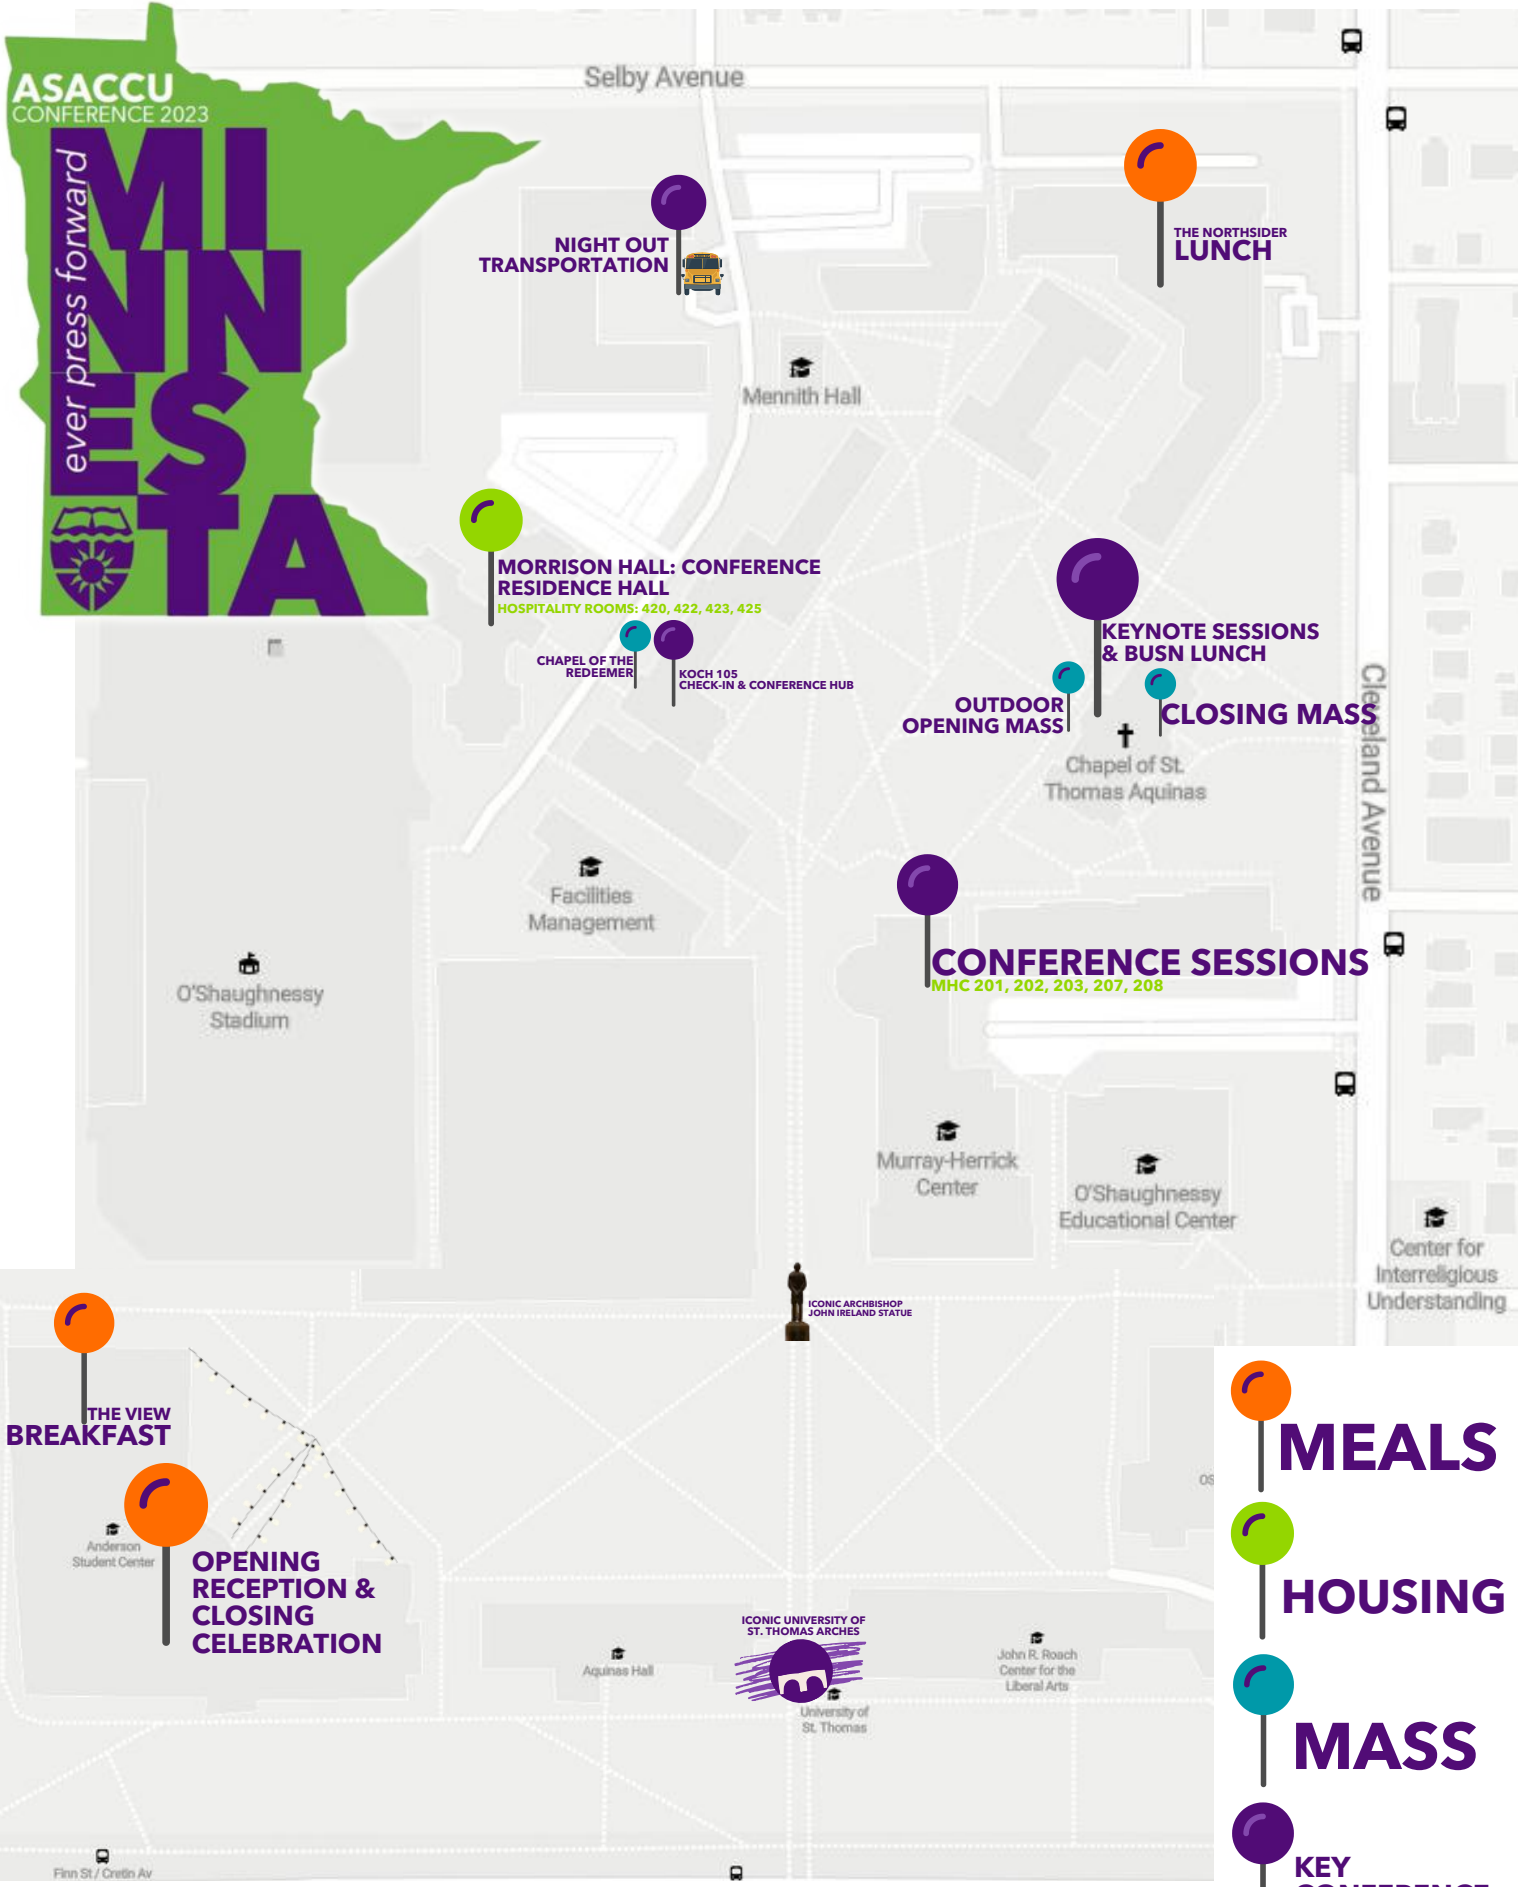 ASACCU
CONFERENCE 2023
ever press forward
MI
NN
ES
TA
Selby Avenue
NIGHT OUT
TRANSPORTATION
THE NORTHSIDER
LUNCH
Mennith Hall
MORRISON HALL: CONFERENCE
RESIDENCE HALL
HOSPITALITY ROOMS: 420, 422, 423, 425
CHAPEL OF THE
REDEEMER
KOCH 105
CHECK-IN & CONFERENCE HUB
KEYNOTE SESSIONS
& BUSN LUNCH
OUTDOOR
OPENING MASS
CLOSING MASS
Chapel of St.
Thomas Aquinas
Cleveland Avenue
Facilities
Management
CONFERENCE SESSIONS
MHC 201, 202, 203, 207, 208
O'Shaughnessy
Stadium
Murray-Herrick
Center
O'Shaughnessy
Educational Center
Center for
Interreligious
Understanding
ICONIC ARCHBISHOP
JOHN IRELAND STATUE
THE VIEW
BREAKFAST
Anderson
Student Center
OPENING
RECEPTION &
CLOSING
CELEBRATION
OS
ICONIC UNIVERSITY OF
ST. THOMAS ARCHES
Aquinas Hall
University of
St. Thomas
John R. Roach
Center for the
Liberal Arts
Finn St / Cretin Av
MEALS
HOUSING
MASS
KEY
CONFERENCE